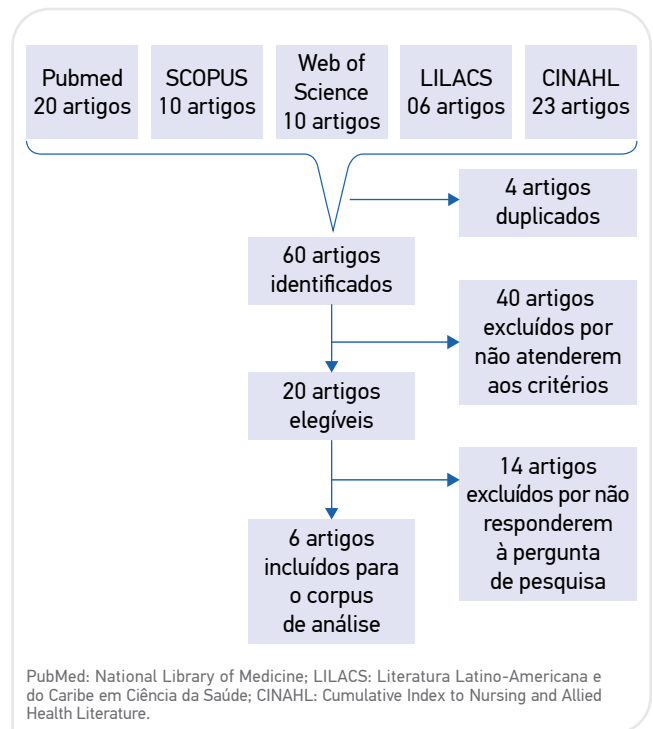 Pubmed
20 artigos
SCOPUS
10 artigos
Web of
Science
10 artigos
LILACS
06 artigos
CINAHL
23 artigos
4 artigos
duplicados
60 artigos
identificados
40 artigos
excluídos por
não atenderem
aos critérios
20 artigos
elegíveis
14 artigos
excluídos por não
responderem
à pergunta
de pesquisa
6 artigos
incluídos para
o corpus
de análise
PubMed: National Library of Medicine; LILACS: Literatura Latino-Americana e
do Caribe em Ciência da Saúde; CINAHL: Cumulative Index to Nursing and Allied
Health Literature.